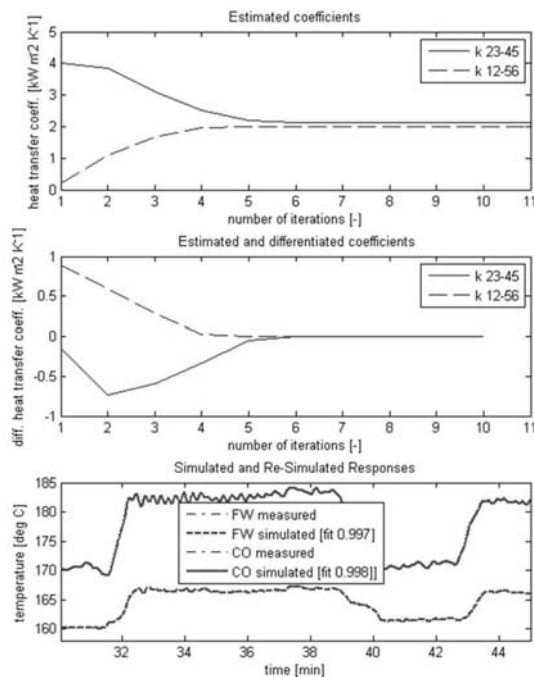 Estimated coefficients
heat transfer coeff. [kW m2 K^-1]
5
4
3
2
1
0
k 23-45
k 12-56
1 2 3 4 5 6 7 8 9 10 11
number of iterations [-]
Estimated and differentiated coefficients
diff. heat transfer coeff. [kW m2 K^-1]
1
0.5
0
-0.5
-1
k 23-45
k 12-56
1 2 3 4 5 6 7 8 9 10 11
number of iterations [-]
Simulated and Re-Simulated Responses
temperature [deg C]
185
180
175
170
165
160
FW measured
FW simulated [fit 0.997]
CO measured
CO simulated [fit 0.998]]
32 34 36 38 40 42 44
time [min]